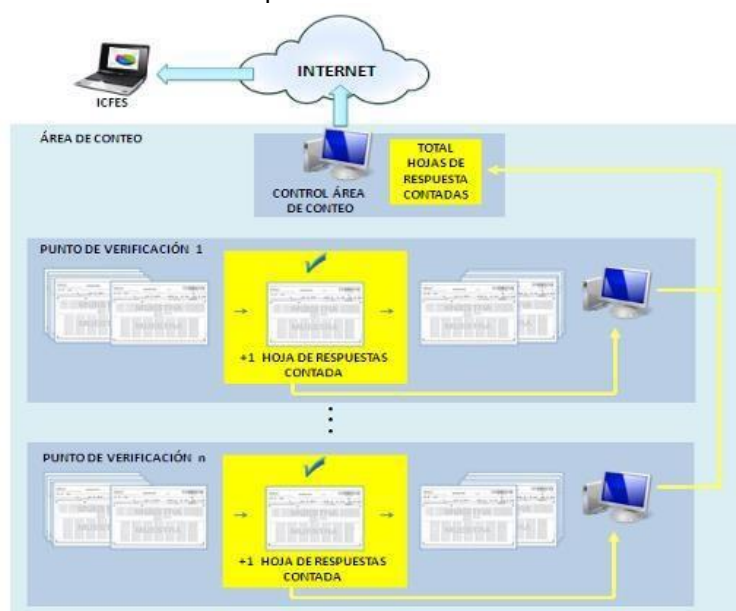 INTERNET
ICFES
ÁREA DE CONTEO
CONTROL ÁREA
DE CONTEO
TOTAL
HOJAS DE
RESPUESTA
CONTADAS
PUNTO DE VERIFICACIÓN 1
+1 HOJA DE RESPUESTAS
CONTADA
PUNTO DE VERIFICACIÓN n
+1 HOJA DE RESPUESTAS
CONTADA